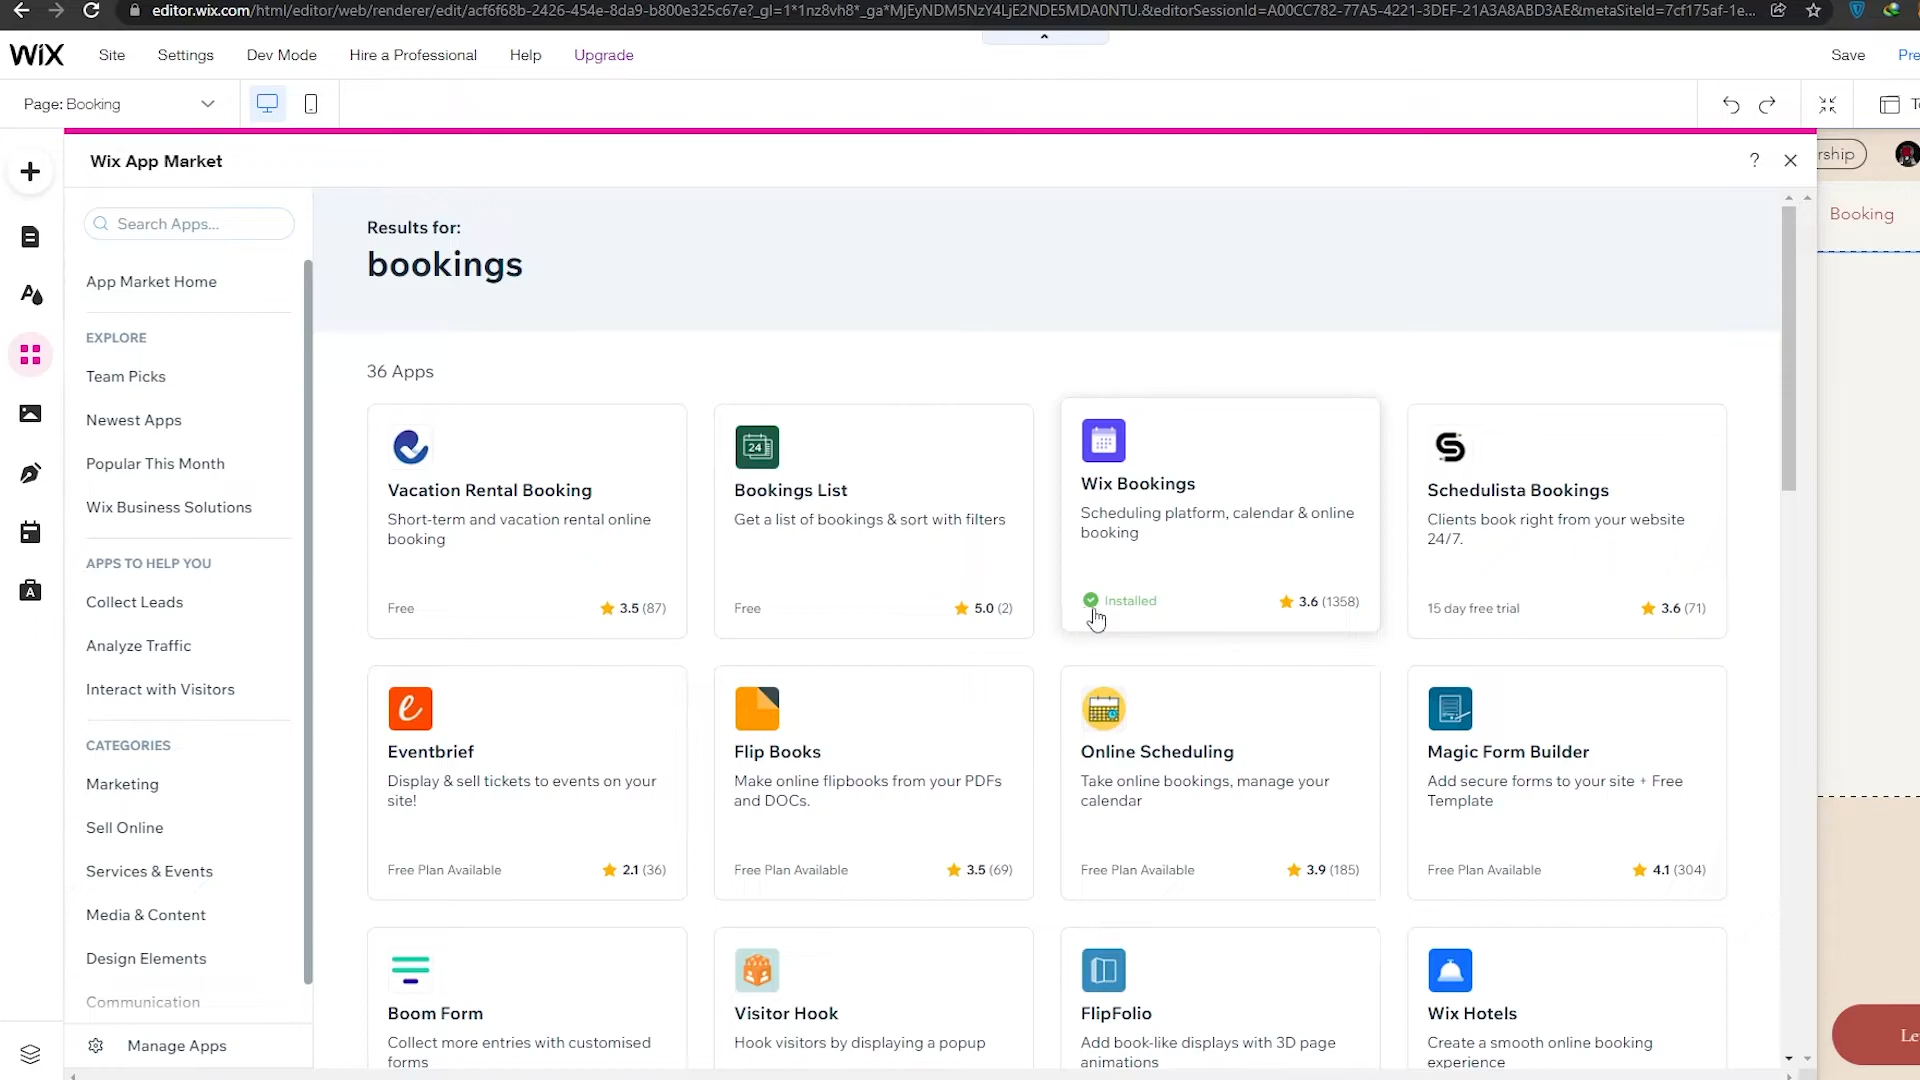 editor.wix.com/html/editor/web/renderer/edit/acf6f68b-2426-454e-8da9-b800e325c67e?_gl=1*1nz8vh8*_ga*MjEyNDM5NzY4LjE2NDE5MDA0NTU.&editorSessionId=A00CC782-77A5-4221-3DEF-21A3A8ABD3AE&metaSiteId=7cf175af-1e...
WiX Site Settings Dev Mode Hire a Professional Help Upgrade Save Pre
Page: Booking
Wix App Market ? rship
Booking
Search Apps...
App Market Home
EXPLORE
Team Picks
Newest Apps
Popular This Month
Wix Business Solutions
APPS TO HELP YOU
Collect Leads
Analyze Traffic
Interact with Visitors
CATEGORIES
Marketing
Sell Online
Services & Events
Media & Content
Design Elements
Communication
Manage Apps
Results for:
bookings
36 Apps
Vacation Rental Booking
Short-term and vacation rental online
booking
Free 3.5 (87)
24
Bookings List
Get a list of bookings & sort with filters
Free 5.0 (2)
Wix Bookings
Scheduling platform, calendar & online
booking
Installed 3.6 (1358)
Schedulista Bookings
Clients book right from your website
24/7.
15 day free trial 3.6 (71)
Eventbrief
Display & sell tickets to events on your
site!
Free Plan Available 2.1 (36)
Flip Books
Make online flipbooks from your PDFs
and DOCs.
Free Plan Available 3.5 (69)
Online Scheduling
Take online bookings, manage your
calendar
Free Plan Available 3.9 (185)
Magic Form Builder
Add secure forms to your site + Free
Template
Free Plan Available 4.1 (304)
Boom Form
Collect more entries with customised
forms
Visitor Hook
Hook visitors by displaying a popup
FlipFolio
Add book-like displays with 3D page
animations
Wix Hotels
Create a smooth online booking
experience
Le